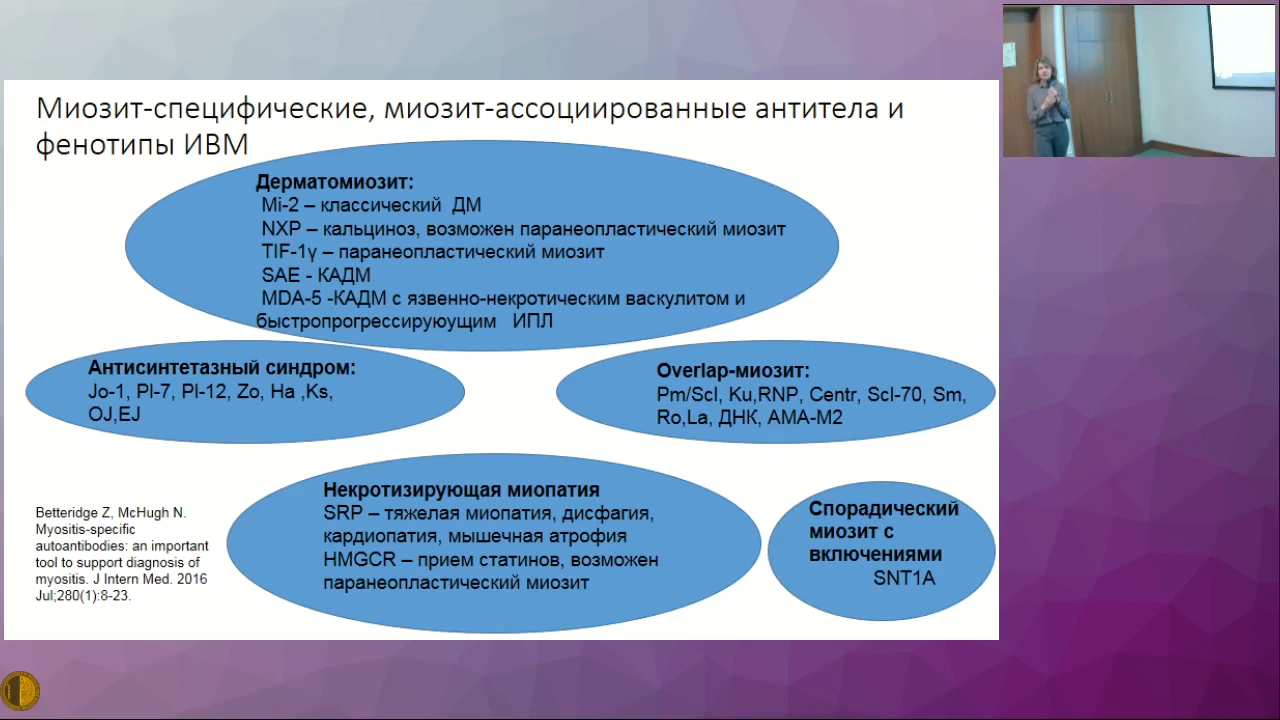 Миозит-специфические, миозит-ассоциированные антитела и
фенотипы ИВМ
Дерматомиозит:
Mi-2 – классический ДМ
NXP – кальциноз, возможен паранеопластический миозит
TIF-1γ – паранеопластический миозит
SAE - КАДМ
MDA-5 -КАДМ с язвенно-некротическим васкулитом и
быстропрогрессирующим ИПЛ
Антисинтетазный синдром:
Jo-1, Pl-7, Pl-12, Zo, Ha ,Ks,
OJ,EJ
Overlap-миозит:
Pm/Scl, Ku,RNP, Centr, Scl-70, Sm,
Ro,La, ДНК, АМА-М2
Некротизирующая миопатия
SRP – тяжелая миопатия, дисфагия,
кардиопатия, мышечная атрофия
HMGCR – прием статинов, возможен
паранеопластический миозит
Спорадический
миозит с
включениями
SNT1A
Betteridge Z, McHugh N.
Myositis-specific
autoantibodies: an important
tool to support diagnosis of
myositis. J Intern Med. 2016
Jul;280(1):8-23.